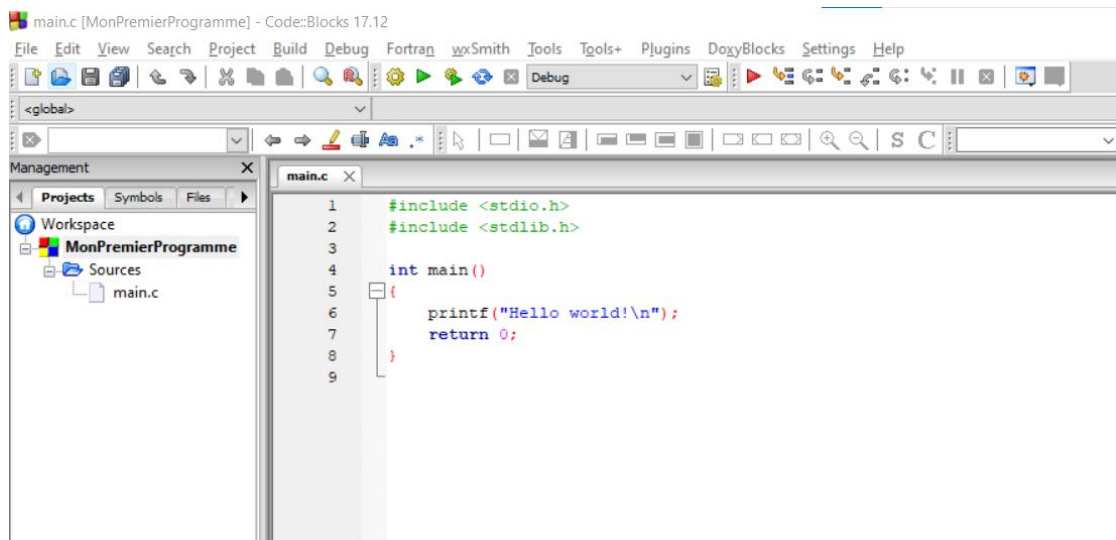 main.c [MonPremierProgramme] - Code::Blocks 17.12
File Edit View Search Project Build Debug Fortran wxSmith Tools Tools+ Plugins DoxyBlocks Settings Help
Debug
<global>
S C
Management
main.c
Projects Symbols Files
Workspace
MonPremierProgramme
Sources
main.c
1 #include <stdio.h>
2 #include <stdlib.h>
3
4 int main()
5 {
6 printf("Hello world!\n");
7 return 0;
8 }
9